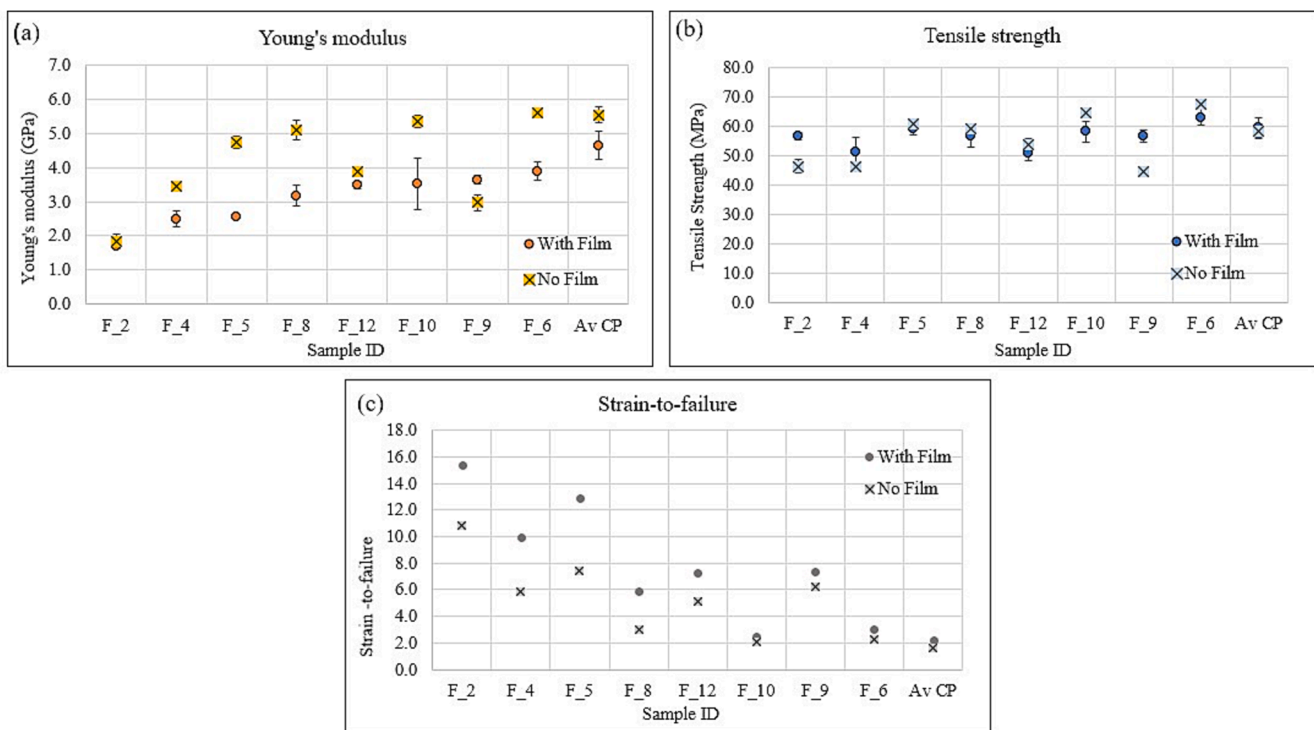 (a)
Young's modulus
Young's modulus (GPa)
7.0
6.0
5.0
4.0
3.0
2.0
1.0
0.0
With Film
No Film
F_2 F_4 F_5 F_8 F_12 F_10 F_9 F_6 Av CP
Sample ID
(b)
Tensile strength
Tensile Strength (MPa)
80.0
70.0
60.0
50.0
40.0
30.0
20.0
10.0
0.0
With Film
No Film
F_2 F_4 F_5 F_8 F_12 F_10 F_9 F_6 Av CP
Sample ID
(c)
Strain-to-failure
Strain -to-failure
18.0
16.0
14.0
12.0
10.0
8.0
6.0
4.0
2.0
0.0
With Film
No Film
F_2 F_4 F_5 F_8 F_12 F_10 F_9 F_6 Av CP
Sample ID